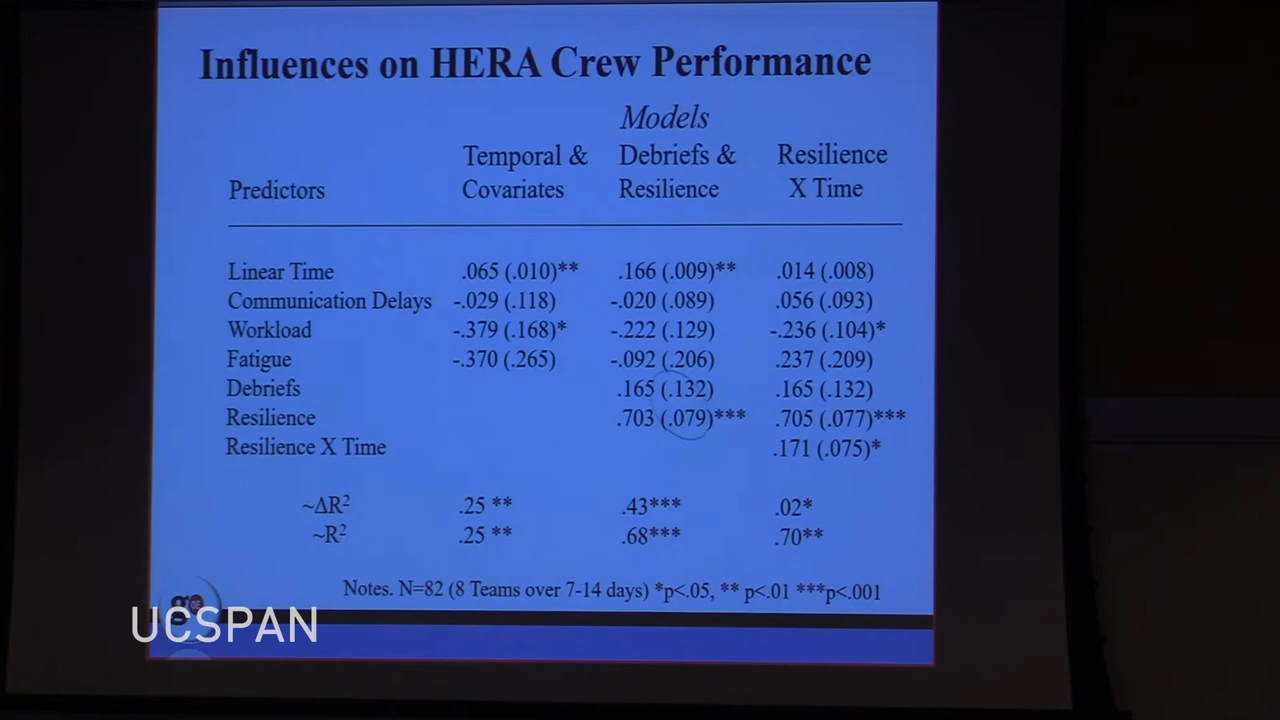 Influences on HERA Crew Performance
Models
Temporal & Debriefs & Resilience
Predictors Covariates Resilience X Time
Linear Time .065 (.010)** .166 (.009)** .014 (.008)
Communication Delays -.029 (.118) -.020 (.089) .056 (.093)
Workload -.379 (.168)* -.222 (.129) -.236 (.104)*
Fatigue -.370 (.265) -.092 (.206) .237 (.209)
Debriefs .165 (.132) .165 (.132)
Resilience .703 (.079)*** .705 (.077)***
Resilience X Time .171 (.075)*
~ΔR² .25 ** .43*** .02*
~R² .25 ** .68*** .70**
Notes. N=82 (8 Teams over 7-14 days) *p<.05, ** p<.01 ***p<.001
UCSPAN